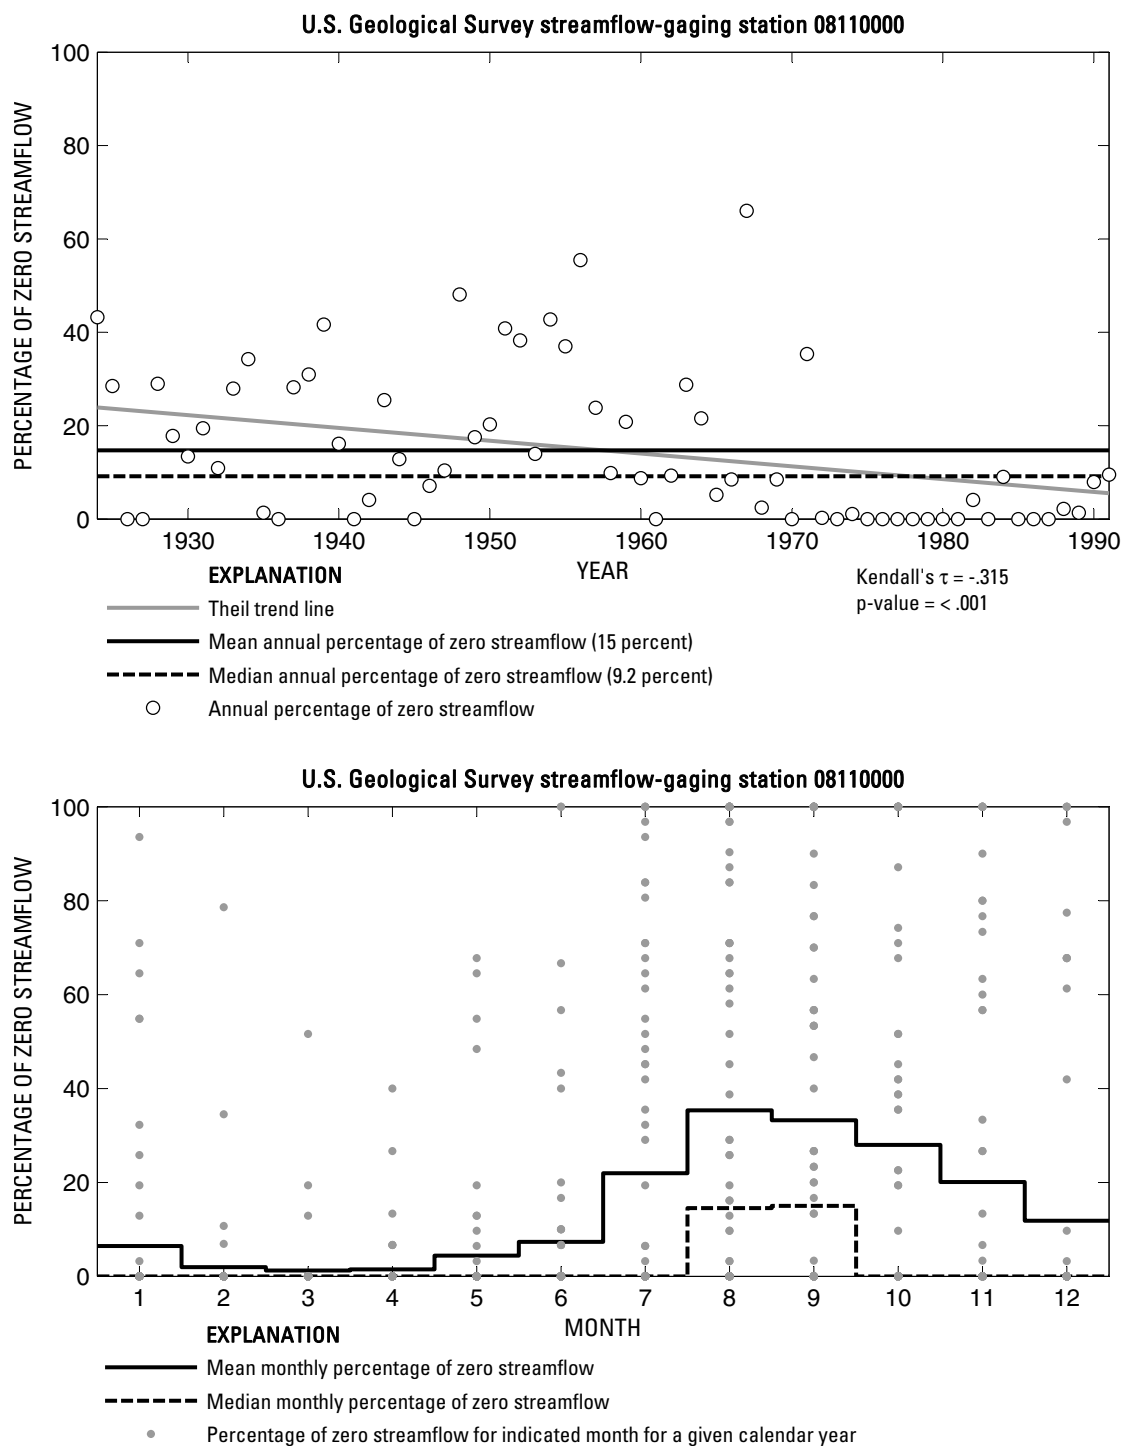 U.S. Geological Survey streamflow-gaging station 08110000
PERCENTAGE OF ZERO STREAMFLOW
100
80
60
40
20
0
1930 1940 1950 1960 1970 1980 1990
YEAR
EXPLANATION
Theil trend line
Mean annual percentage of zero streamflow (15 percent)
Median annual percentage of zero streamflow (9.2 percent)
Annual percentage of zero streamflow
Kendall's τ = -.315
p-value = < .001
U.S. Geological Survey streamflow-gaging station 08110000
PERCENTAGE OF ZERO STREAMFLOW
100
80
60
40
20
0
1 2 3 4 5 6 7 8 9 10 11 12
MONTH
EXPLANATION
Mean monthly percentage of zero streamflow
Median monthly percentage of zero streamflow
Percentage of zero streamflow for indicated month for a given calendar year